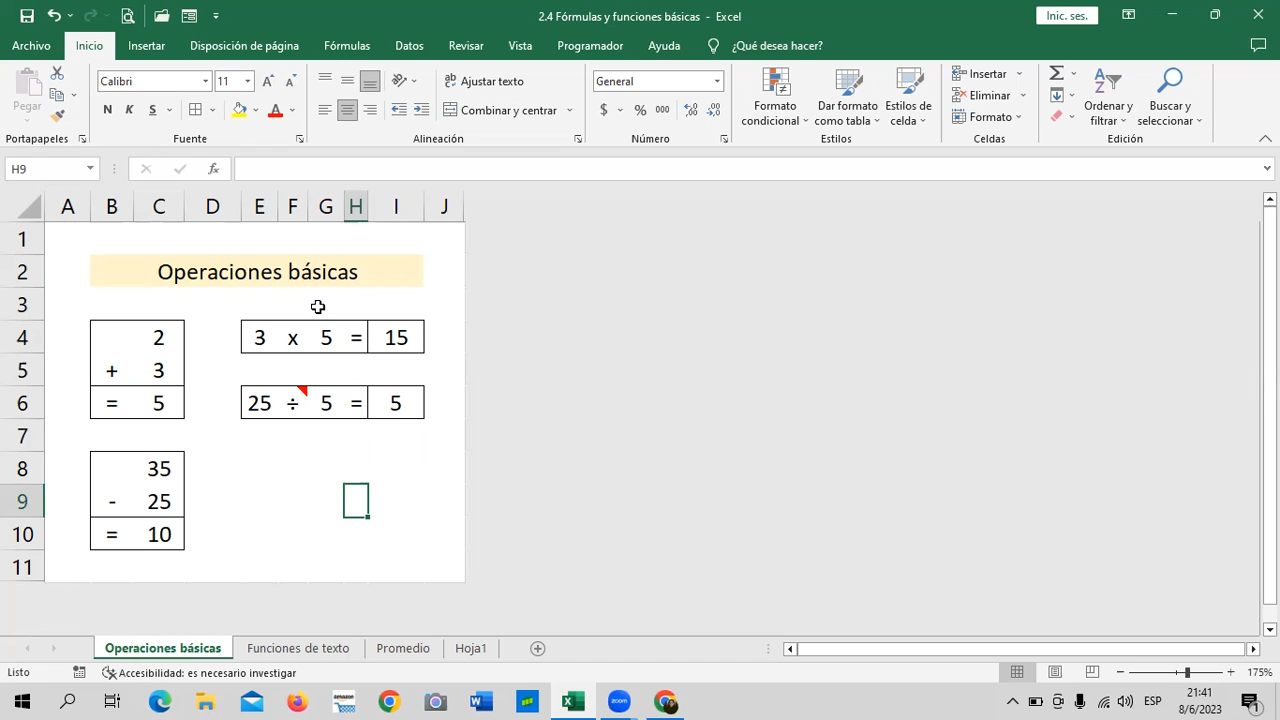 2.4 Fórmulas y funciones básicas - Excel
Inic. ses.
Archivo Inicio Insertar Disposición de página Fórmulas Datos Revisar Vista Programador Ayuda ¿Qué desea hacer?
Pegar
Calibri 11
N K S
Ajustar texto
Combinar y centrar
General
$ % 000
Formato condicional
Dar formato como tabla
Estilos de celda
Insertar
Eliminar
Formato
Ordenar y filtrar
Buscar y seleccionar
Portapapeles Fuente Alineación Número Estilos Celdas Edición
H9
fx
A B C D E F G H I J
1
2 Operaciones básicas
3
4 2 3 x 5 = 15
5 + 3
6 = 5 25 ÷ 5 = 5
7
8 35
9 - 25
10 = 10
11
Operaciones básicas Funciones de texto Promedio Hoja1
Listo Accesibilidad: es necesario investigar 175%
ESP
21:41
8/6/2023